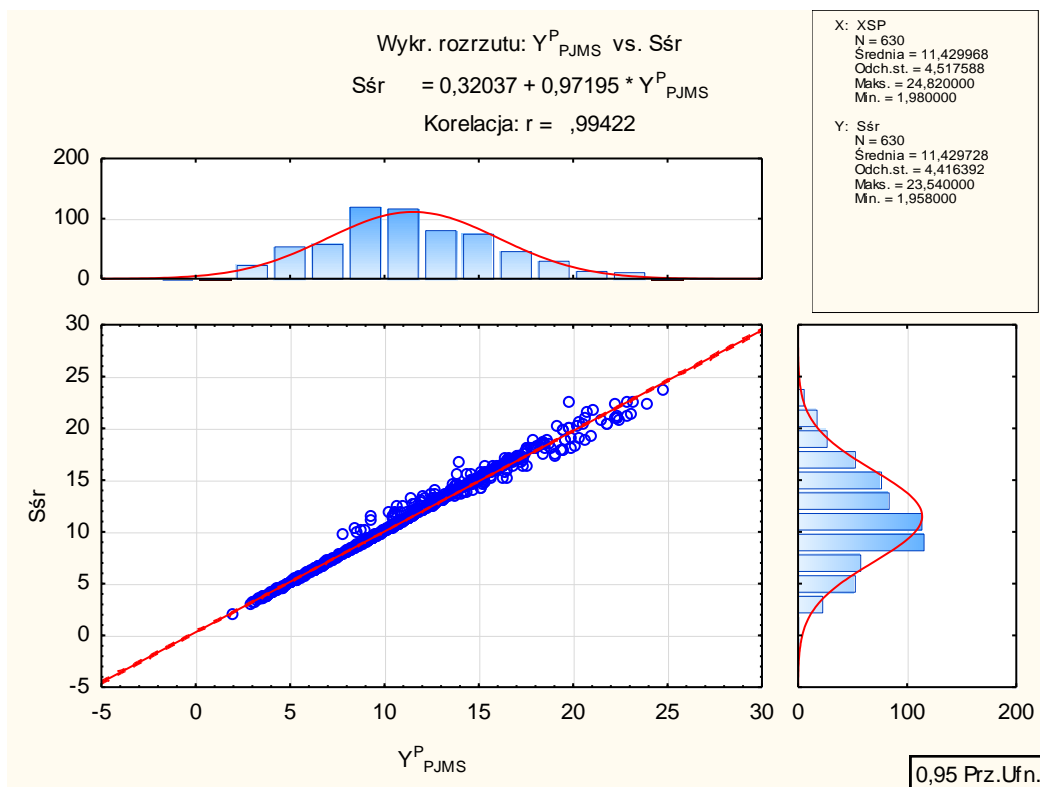 Wykr. rozrzutu: Y^P_PJMS vs. Sśr
Sśr = 0,32037 + 0,97195 * Y^P_PJMS
Korelacja: r = ,99422
X: XSP
N = 630
Średnia = 11,429968
Odch.st. = 4,517588
Maks. = 24,820000
Min. = 1,980000
Y: Sśr
N = 630
Średnia = 11,429728
Odch.st. = 4,416392
Maks. = 23,540000
Min. = 1,958000
200
100
0
30
25
20
15
10
5
0
-5
Sśr
-5 0 5 10 15 20 25 30
Y^P_PJMS
0 100 200
0,95 Prz.Ufn.